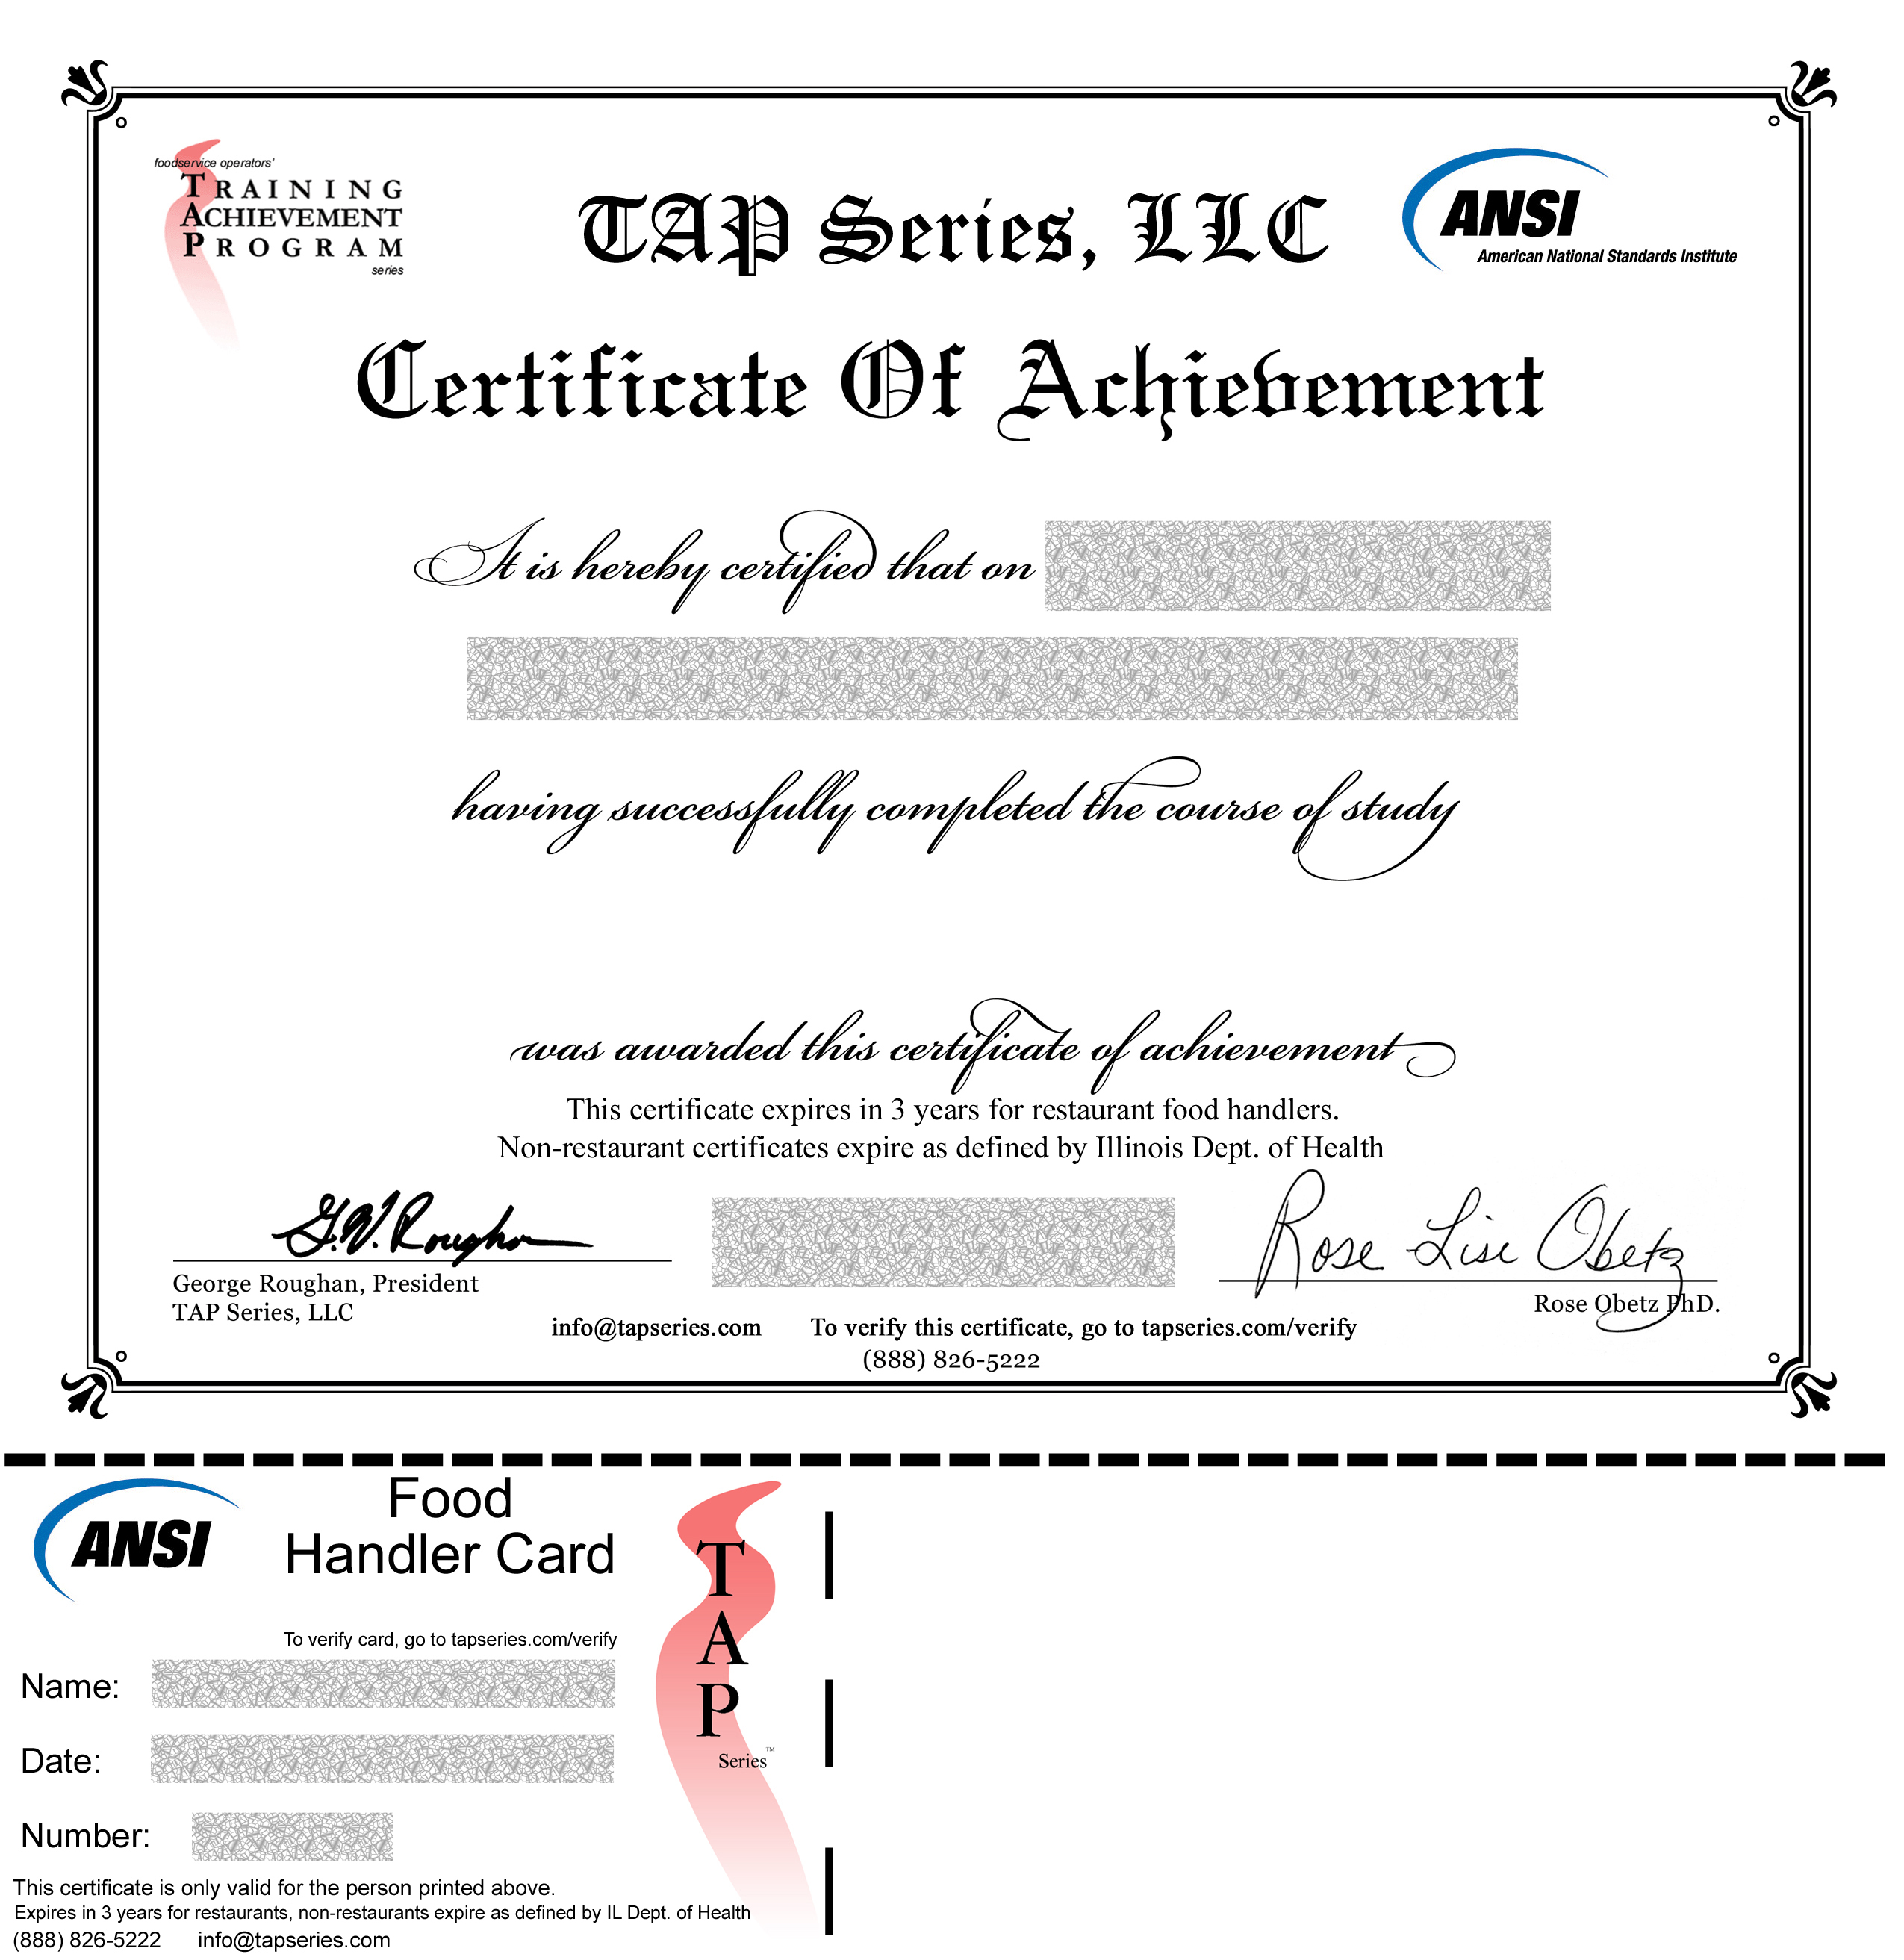 foodservice operators'
TRAINING
ACHIEVEMENT
PROGRAM
series
TAP Series, LLC
ANSI
American National Standards Institute
Certificate Of Achievement
It is hereby certified that on
having successfully completed the course of study
was awarded this certificate of achievement
This certificate expires in 3 years for restaurant food handlers.
Non-restaurant certificates expire as defined by Illinois Dept. of Health
G.W. Roughan
Rose Lise Obetz
George Roughan, President
TAP Series, LLC
Rose Obetz PhD.
info@tapseries.com To verify this certificate, go to tapseries.com/verify
(888) 826-5222
ANSI
Food
Handler Card
To verify card, go to tapseries.com/verify
Name:
Date:
Number:
This certificate is only valid for the person printed above.
Expires in 3 years for restaurants, non-restaurants expire as defined by IL Dept. of Health
(888) 826-5222 info@tapseries.com
T
A
P
Series™